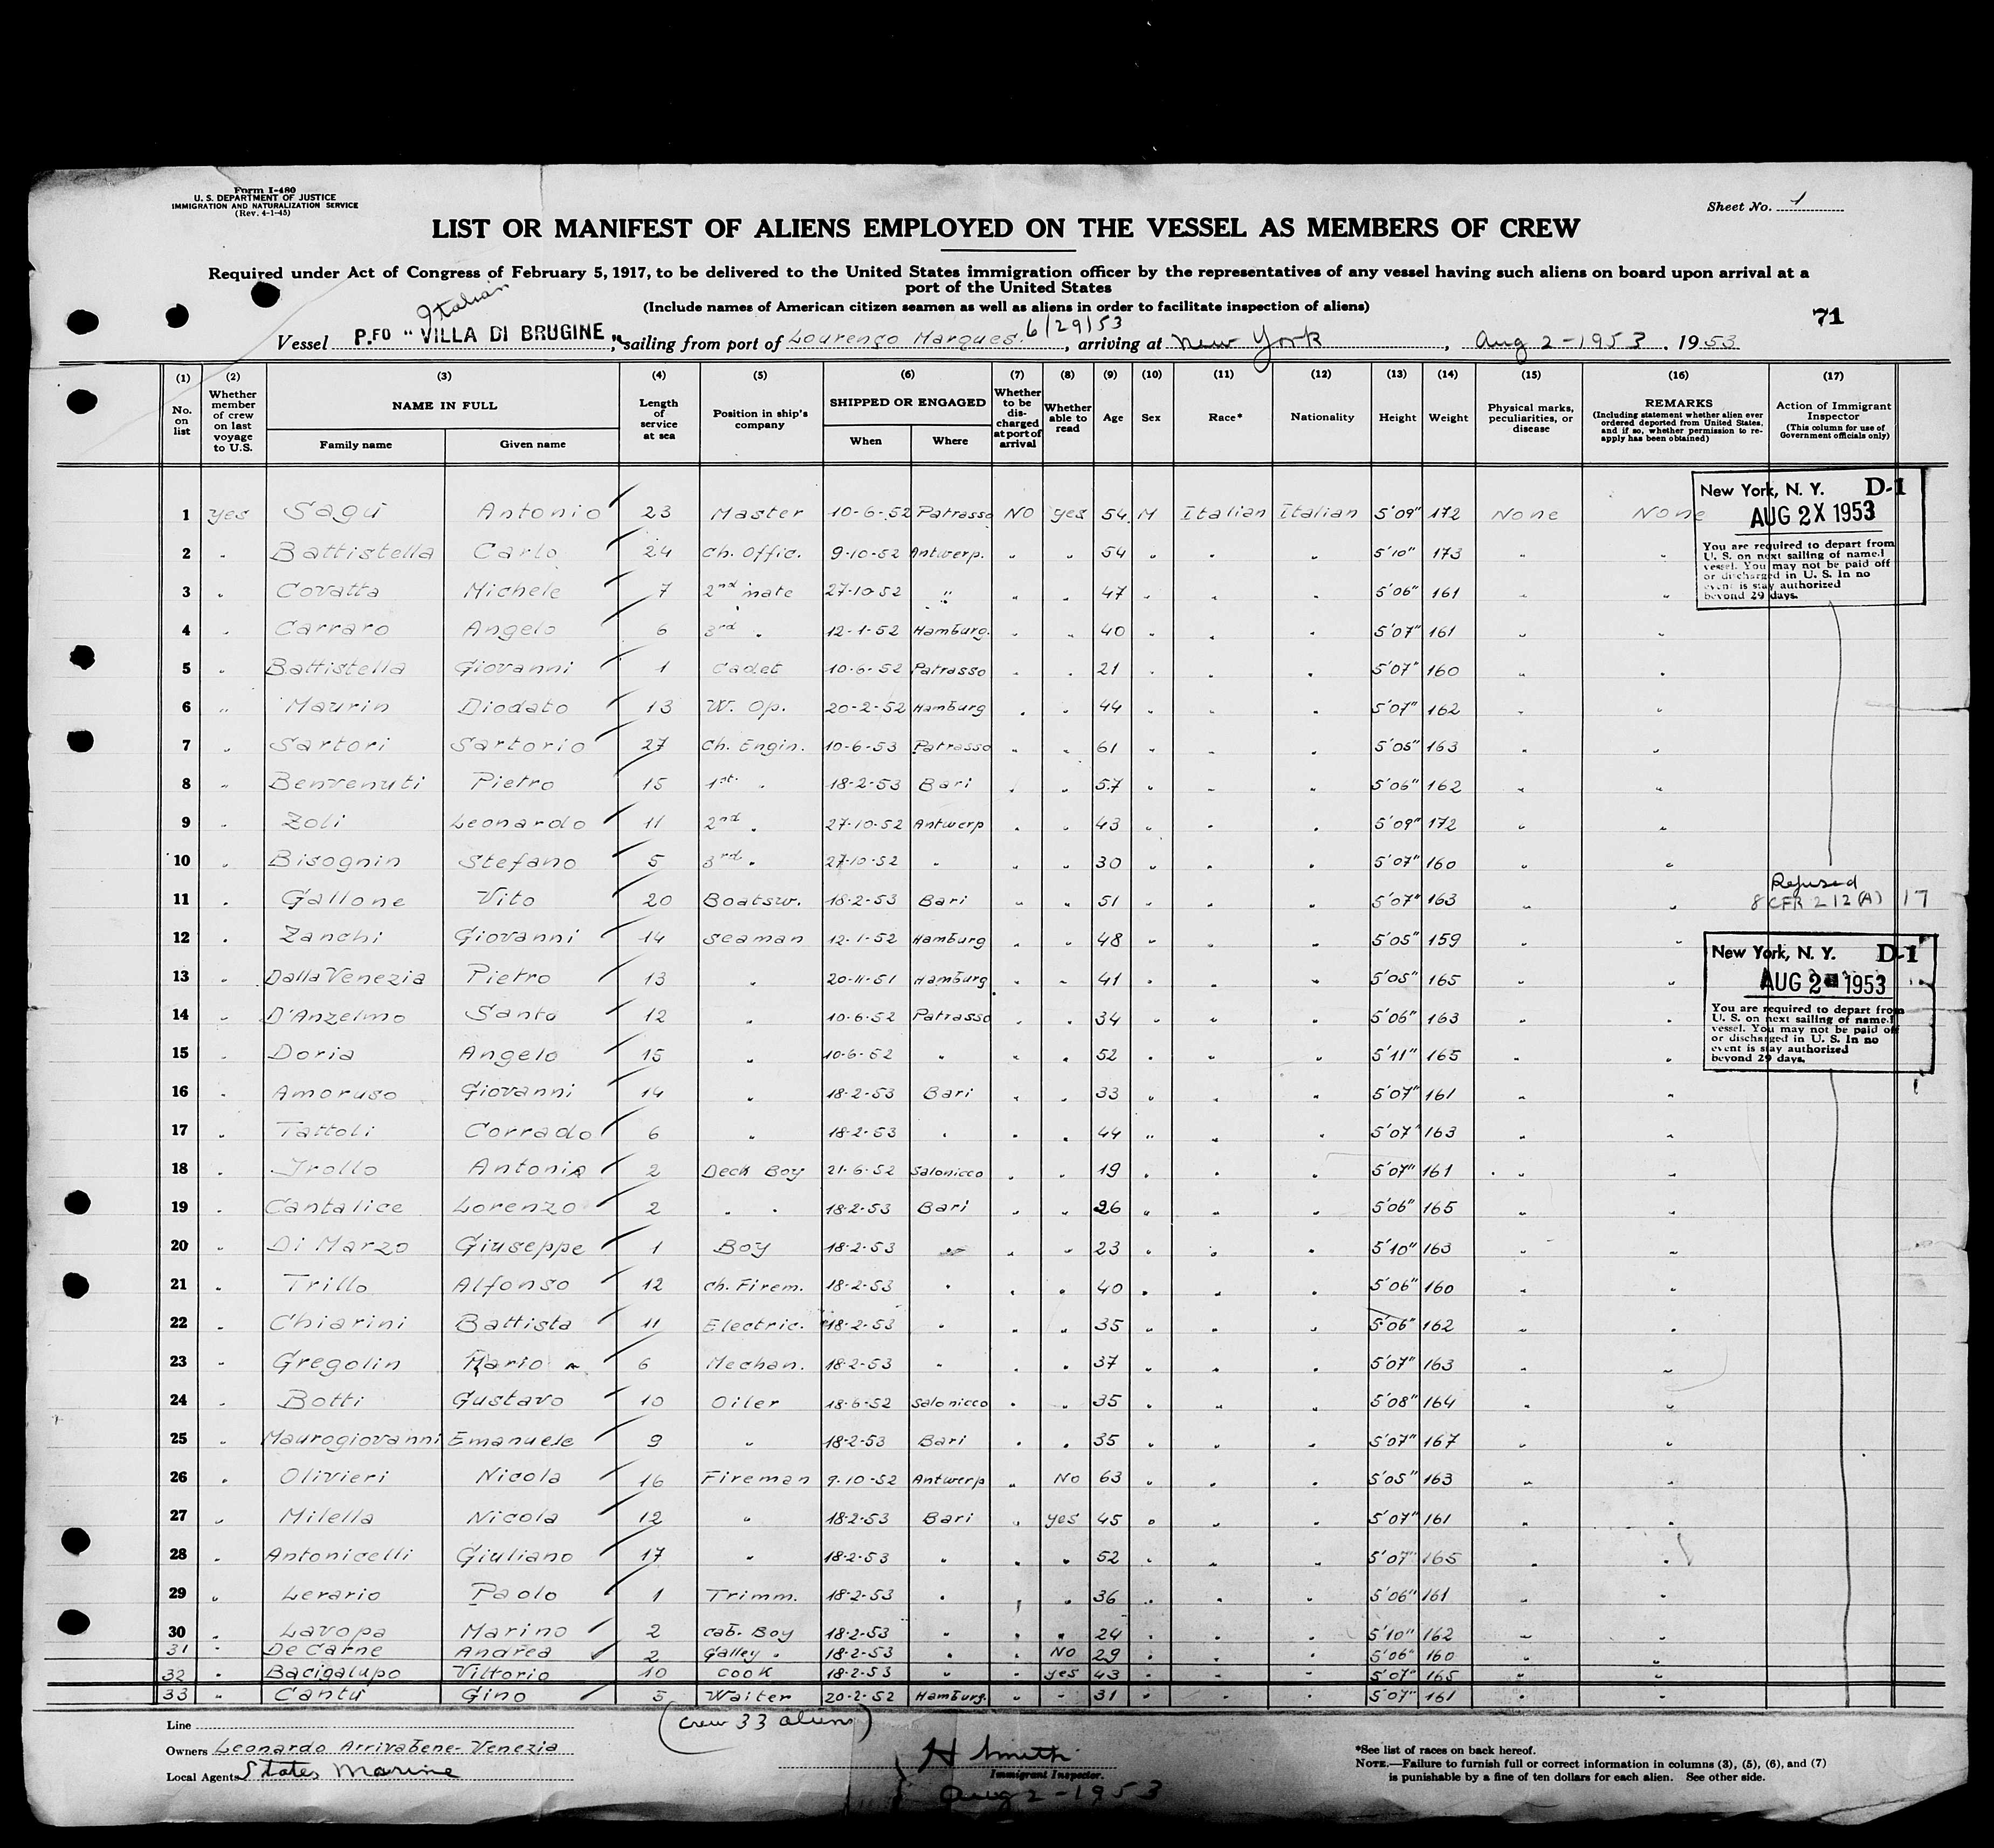 Form I-480
U. S. DEPARTMENT OF JUSTICE
IMMIGRATION AND NATURALIZATION SERVICE
(Rev. 4-1-45)
Sheet No. 1
LIST OR MANIFEST OF ALIENS EMPLOYED ON THE VESSEL AS MEMBERS OF CREW
Required under Act of Congress of February 5, 1917, to be delivered to the United States immigration officer by the representatives of any vessel having such aliens on board upon arrival at a
port of the United States
(Include names of American citizen seamen as well as aliens in order to facilitate inspection of aliens)
71
Italian
Vessel P.FO "VILLA DI BRUGINE", sailing from port of Lourenço Marques 6/29/53, arriving at New York, Aug 2-1953. 1953
(1) (2) (3) (4) (5) (6) (7) (8) (9) (10) (11) (12) (13) (14) (15) (16) (17)
No. on list
Whether member of crew on last voyage to U.S.
NAME IN FULL
Family name Given name
Length of service at sea
Position in ship's company
SHIPPED OR ENGAGED
When Where
Whether to be discharged at port of arrival
Whether able to read
Age
Sex
Race*
Nationality
Height
Weight
Physical marks, peculiarities, or disease
REMARKS
(Including statement whether alien ever ordered deported from United States, and if so, whether permission to reapply has been obtained)
Action of Immigrant Inspector
(This column for use of Government officials only)
1 Yes Sagu Antonio 23 Master 10-6-52 Patrasso NO yes 54 M Italian Italian 5'09" 172 None None
2 " Battistella Carlo 24 Ch. Offic. 9-10-52 Antwerp. " " 54 " " " 5'10" 173 " "
3 " Covatta Michele 7 2nd mate 27-10-52 " " " 47 " " " 5'06" 161 " "
4 " Carraro Angelo 6 3rd " 12-1-52 Hamburg. " " 40 " " " 5'07" 161 " "
5 " Battistella Giovanni 1 Cadet 10-6-52 Patrasso " " 21 " " " 5'07" 160 " "
6 " Maurin Diodato 13 W. Op. 20-2-52 Hamburg " " 44 " " " 5'07" 162 " "
7 " Sartori Sartorio 27 Ch. Engin. 10-6-53 Patrasso " " 61 " " " 5'05" 163 " "
8 " Benvenuti Pietro 15 1st. " 18-2-53 Bari " " 57 " " " 5'06" 162 " "
9 " Zoli Leonardo 11 2nd " 27-10-52 Antwerp " " 43 " " " 5'09" 172 " "
10 " Bisognin Stefano 5 3rd. " 27-10-52 " " " 30 " " " 5'07" 160 " "
11 " Gallone Vito 20 Boatsw. 18-2-53 Bari " " 51 " " " 5'07" 163 " " Refused 8 CFR 212 (A) 17
12 " Zanchi Giovanni 14 Seaman 12-1-52 Hamburg " " 48 " " " 5'05" 159 " "
13 " Dalla Venezia Pietro 13 " 20-11-51 Hamburg " " 41 " " " 5'05" 165 " "
14 " D'Anzelmo Santo 12 " 10-6-52 Patrasso " " 34 " " " 5'06" 163 " "
15 " Doria Angelo 15 " 10-6-52 " " " 52 " " " 5'11" 165 " "
16 " Amoruso Giovanni 14 " 18-2-53 Bari " " 33 " " " 5'07" 161 " "
17 " Tattoli Corrado 6 " 18-2-53 " " " 44 " " " 5'07" 163 " "
18 " Trollo Antonio 2 Deck Boy 21-6-52 Salonicco " " 19 " " " 5'07" 161 " "
19 " Cantalice Lorenzo 2 " " 18-2-53 Bari " " 26 " " " 5'06" 165 " "
20 " Di Marzo Giuseppe 1 Boy 18-2-53 " " " 23 " " " 5'10" 163 " "
21 " Trillo Alfonso 12 Ch. Firem. 18-2-53 " " " 40 " " " 5'06" 160 " "
22 " Chiarini Battista 11 Electric. 18-2-53 " " " 35 " " " 5'06" 162 " "
23 " Gregolin Mario 6 Mechan. 18-2-53 " " " 37 " " " 5'07" 163 " "
24 " Botti Gustavo 10 Oiler 18-6-52 Salonicco " " 35 " " " 5'08" 164 " "
25 " Maurogiovanni Emanuele 9 " 18-2-53 Bari " " 35 " " " 5'07" 167 " "
26 " Olivieri Nicola 16 Fireman 9-10-52 Antwerp " No 63 " " " 5'05" 163 " "
27 " Milella Nicola 12 " 18-2-53 Bari " yes 45 " " " 5'07" 161 " "
28 " Antonicelli Giuliano 17 " 18-2-53 " " " 52 " " " 5'07" 165 " "
29 " Lerario Paolo 1 Trimm. 18-2-53 " " " 36 " " " 5'06" 161 " "
30 " Lavopa Marino 2 cab. Boy 18-2-53 " " " 24 " " " 5'10" 162 " "
31 " De Carne Andrea 2 Galley " 18-2-53 " " NO 29 " " " 5'06" 160 " "
32 " Bacigalupo Vittorio 10 cook 18-2-53 " " yes 43 " " " 5'07" 165 " "
33 " Cantu Gino 5 Waiter 20-2-52 Hamburg. " " 31 " " " 5'07" 161 " "
New York, N. Y. D-1
AUG 2X 1953
You are required to depart from
U. S. on next sailing of named
vessel. You may not be paid off
or discharged in U. S. In no
event is stay authorized
beyond 29 days.
New York, N. Y. D-1
AUG 2 1953
You are required to depart from
U. S. on next sailing of named
vessel. You may not be paid off
or discharged in U. S. In no
event is stay authorized
beyond 29 days.
Line
(Crew 33 aliens)
Owners Leonardo Arrivabene-Venezia
Local Agents States Marine
H Smith
Immigrant Inspector.
Aug 2-1953
*See list of races on back hereof.
NOTE.—Failure to furnish full or correct information in columns (3), (5), (6), and (7)
is punishable by a fine of ten dollars for each alien. See other side.